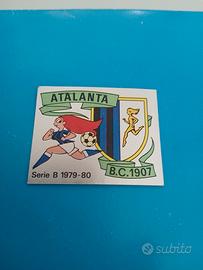 ATALANTA
B.C. 1907
Serie B 1979-80
subito